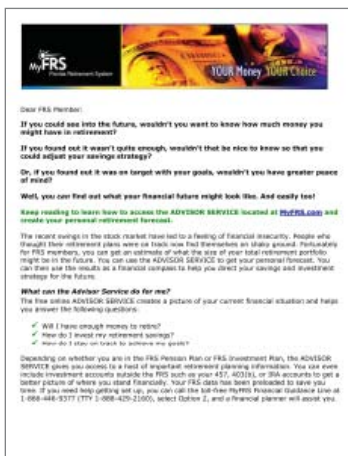 MyFRS
Florida Retirement System
YOUR Money YOUR Choice
Dear FRS Member:
If you could see into the future, wouldn't you want to know how much money you
might have in retirement?
If you found out it wasn't quite enough, wouldn't that be nice to know so that you
could adjust your savings strategy?
Or, if you found out it was on target with your goals, wouldn't you have greater peace
of mind?
Well, you can find out what your financial future might look like. And easily too!
Keep reading to learn how to access the ADVISOR SERVICE located at MyFRS.com and
create your personal retirement forecast.
The recent swings in the stock market have led to a feeling of financial insecurity. People who
thought their retirement plans were on track now find themselves on shaky ground. Fortunately
for FRS members, you can get an estimate of what the size of your total retirement portfolio
might be in the future. You can use the ADVISOR SERVICE to get your personal forecast. You
can then use the results as a financial compass to help you direct your savings and investment
strategy for the future.
What can the Advisor Service do for me?
The free online ADVISOR SERVICE creates a picture of your current financial situation and helps
you answer the following questions:
✓ Will I have enough money to retire?
✓ How do I invest my retirement savings?
✓ How do I stay on track to achieve my goals?
Depending on whether you are in the FRS Pension Plan or FRS Investment Plan, the ADVISOR
SERVICE gives you access to a host of important retirement planning information. You can even
include investment accounts outside the FRS such as your 457, 403(b), or IRA accounts to get a
better picture of where you stand financially. Your FRS data has been preloaded to save you
time. If you need help getting set up, you can call the toll-free MyFRS Financial Guidance Line at
1-866-446-9377 (TTY 1-888-429-2160), select Option 2, and a financial planner will assist you.